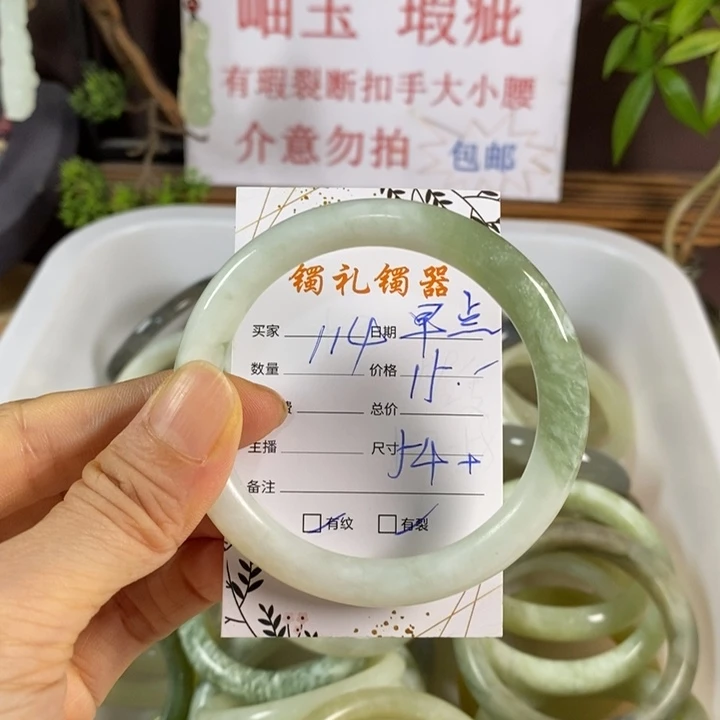 岫玉 瑕疵
有瑕裂断扣手大小腰
介意勿拍 包邮
镯礼镯器
买家 114 日期 早点
数量 价格 15.
费 总价
主播 尺寸 54+
备注
有纹 有裂